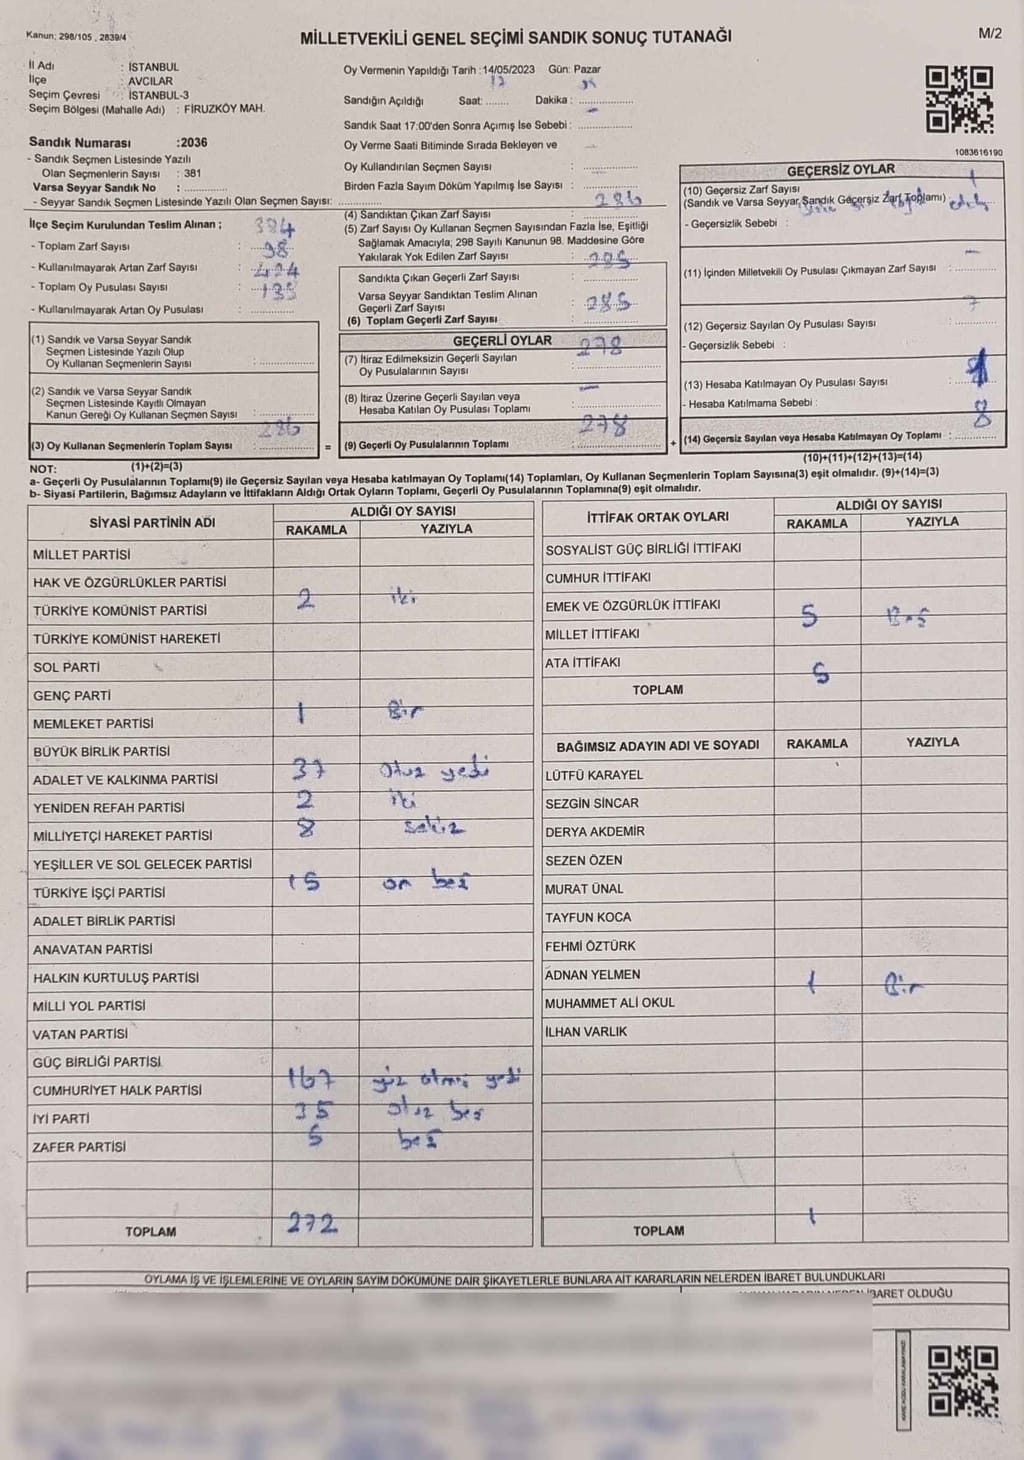 Kanun; 298/105 , 2839/4
MİLLETVEKİLİ GENEL SEÇİMİ SANDIK SONUÇ TUTANAĞI
M/2
İl Adı : İSTANBUL
İlçe : AVCILAR
Seçim Çevresi : İSTANBUL-3
Seçim Bölgesi (Mahalle Adı) : FİRUZKÖY MAH.
Sandık Numarası :2036
- Sandık Seçmen Listesinde Yazılı
Olan Seçmenlerin Sayısı : 381
Varsa Seyyar Sandık No : ..............
- Seyyar Sandık Seçmen Listesinde Yazılı Olan Seçmen Sayısı: ..............
İlçe Seçim Kurulundan Teslim Alınan ;
384
- Toplam Zarf Sayısı : 98
- Kullanılmayarak Artan Zarf Sayısı : 424
- Toplam Oy Pusulası Sayısı : 138
- Kullanılmayarak Artan Oy Pusulası : ..............
(1) Sandık ve Varsa Seyyar Sandık
Seçmen Listesinde Yazılı Olup
Oy Kullanan Seçmenlerin Sayısı : ..............
(2) Sandık ve Varsa Seyyar Sandık
Seçmen Listesinde Kayıtlı Olmayan
Kanun Gereği Oy Kullanan Seçmen Sayısı : ..............
286
(3) Oy Kullanan Seçmenlerin Toplam Sayısı : ..............
=
Oy Vermenin Yapıldığı Tarih :14/05/2023 Gün: Pazar
17
Sandığın Açıldığı Saat: ........ Dakika : ..............
Sandık Saat 17:00'den Sonra Açımış İse Sebebi : ..............
Oy Verme Saati Bitiminde Sırada Bekleyen ve
Oy Kullandırılan Seçmen Sayısı : ..............
Birden Fazla Sayım Döküm Yapılmış İse Sayısı : ..............
286
(4) Sandıktan Çıkan Zarf Sayısı : ..............
(5) Zarf Sayısı Oy Kullanan Seçmen Sayısından Fazla İse, Eşitliği
Sağlamak Amacıyla; 298 Sayılı Kanunun 98. Maddesine Göre
Yakılarak Yok Edilen Zarf Sayısı : ..............
285
Sandıkta Çıkan Geçerli Zarf Sayısı : ..............
Varsa Seyyar Sandıktan Teslim Alınan
Geçerli Zarf Sayısı : 285
(6) Toplam Geçerli Zarf Sayısı : ..............
GEÇERLİ OYLAR
278
(7) İtiraz Edilmeksizin Geçerli Sayılan
Oy Pusulalarının Sayısı : ..............
(8) İtiraz Üzerine Geçerli Sayılan veya
Hesaba Katılan Oy Pusulası Toplamı : ..............
278
(9) Geçerli Oy Pusulalarının Toplamı : ..............
+
1083616190
GEÇERSİZ OYLAR
1
(10) Geçersiz Zarf Sayısı
(Sandık ve Varsa Seyyar Sandık Geçersiz Zarf Toplamı)
- Geçersizlik Sebebi :
(11) İçinden Milletvekili Oy Pusulası Çıkmayan Zarf Sayısı : ..............
7
(12) Geçersiz Sayılan Oy Pusulası Sayısı : ..............
- Geçersizlik Sebebi :
(13) Hesaba Katılmayan Oy Pusulası Sayısı : ..............
- Hesaba Katılmama Sebebi :
8
(14) Geçersiz Sayılan veya Hesaba Katılmayan Oy Toplamı : ..............
(10)+(11)+(12)+(13)=(14)
NOT: (1)+(2)=(3)
a- Geçerli Oy Pusulalarının Toplamı(9) ile Geçersiz Sayılan veya Hesaba katılmayan Oy Toplamı(14) Toplamları, Oy Kullanan Seçmenlerin Toplam Sayısına(3) eşit olmalıdır. (9)+(14)=(3)
b- Siyasi Partilerin, Bağımsız Adayların ve İttifakların Aldığı Ortak Oyların Toplamı, Geçerli Oy Pusulalarının Toplamına(9) eşit olmalıdır.
SİYASİ PARTİNİN ADI
ALDIĞI OY SAYISI
RAKAMLA YAZIYLA
MİLLET PARTİSİ
HAK VE ÖZGÜRLÜKLER PARTİSİ
TÜRKİYE KOMÜNİST PARTİSİ 2 iki
TÜRKİYE KOMÜNİST HAREKETİ
SOL PARTİ
GENÇ PARTİ
MEMLEKET PARTİSİ 1 Bir
BÜYÜK BİRLİK PARTİSİ
ADALET VE KALKINMA PARTİSİ 37 otuz yedi
YENİDEN REFAH PARTİSİ 2 iki
MİLLİYETÇİ HAREKET PARTİSİ 8 sekiz
YEŞİLLER VE SOL GELECEK PARTİSİ
TÜRKİYE İŞÇİ PARTİSİ 15 on beş
ADALET BİRLİK PARTİSİ
ANAVATAN PARTİSİ
HALKIN KURTULUŞ PARTİSİ
MİLLİ YOL PARTİSİ
VATAN PARTİSİ
GÜÇ BİRLİĞİ PARTİSİ
CUMHURİYET HALK PARTİSİ 167 yüz atmış yedi
İYİ PARTİ 35 otuz beş
ZAFER PARTİSİ 5 beş
TOPLAM 272
İTTİFAK ORTAK OYLARI
ALDIĞI OY SAYISI
RAKAMLA YAZIYLA
SOSYALİST GÜÇ BİRLİĞİ İTTİFAKI
CUMHUR İTTİFAKI
EMEK VE ÖZGÜRLÜK İTTİFAKI
5 Beş
MİLLET İTTİFAKI
ATA İTTİFAKI
5
TOPLAM
BAĞIMSIZ ADAYIN ADI VE SOYADI RAKAMLA YAZIYLA
LÜTFÜ KARAYEL
SEZGİN SİNCAR
DERYA AKDEMİR
SEZEN ÖZEN
MURAT ÜNAL
TAYFUN KOCA
FEHMİ ÖZTÜRK
ADNAN YELMEN 1 Bir
MUHAMMET ALİ OKUL
İLHAN VARLIK
TOPLAM 1
OYLAMA İŞ VE İŞLEMLERİNE VE OYLARIN SAYIM DÖKÜMÜNE DAİR ŞİKAYETLERLE BUNLARA AİT KARARLARIN NELERDEN İBARET BULUNDUKLARI
İBARET OLDUĞU